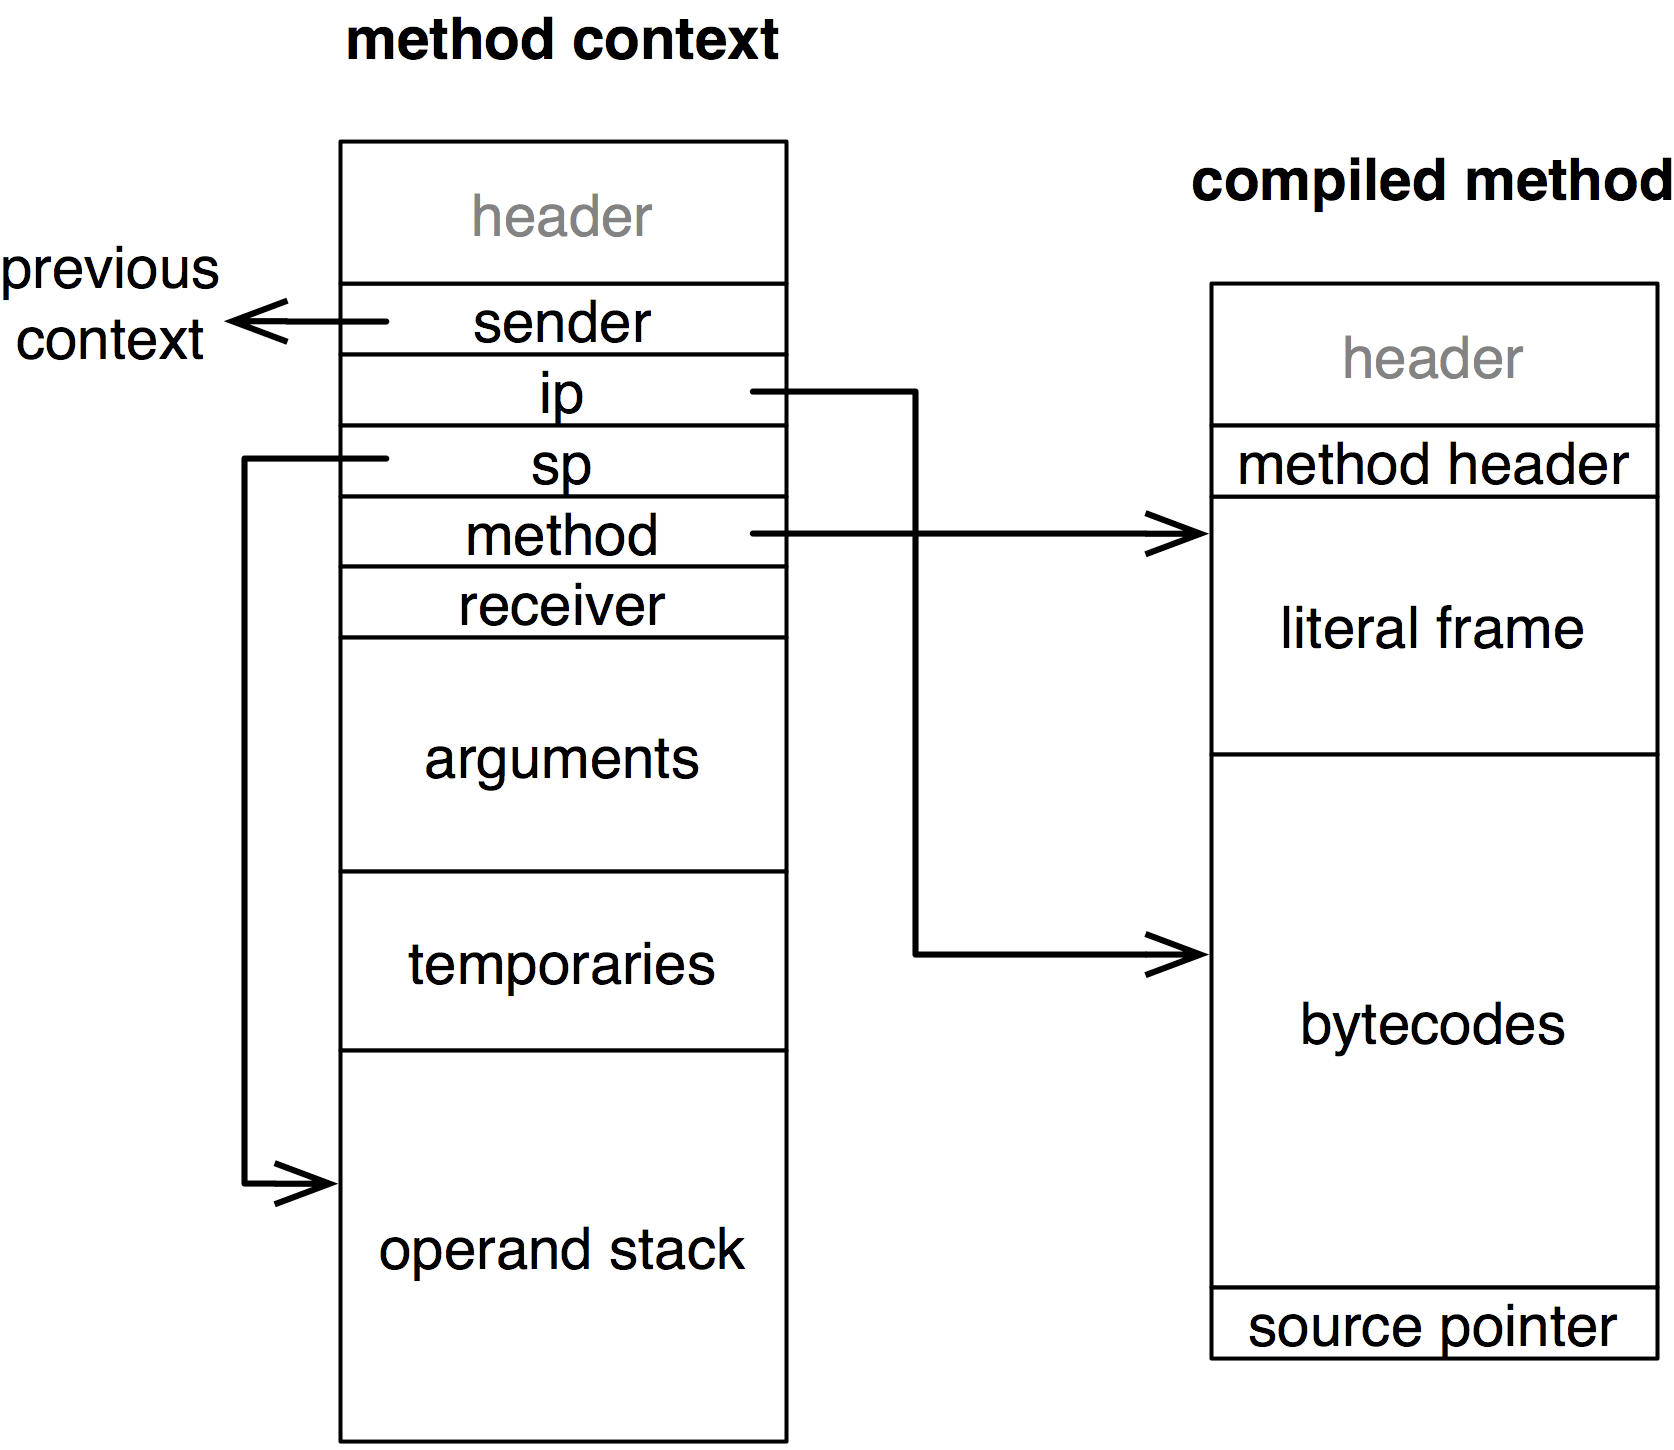 method context
header
previous
context
sender
ip
sp
method
receiver
arguments
temporaries
operand stack
compiled method
header
method header
literal frame
bytecodes
source pointer